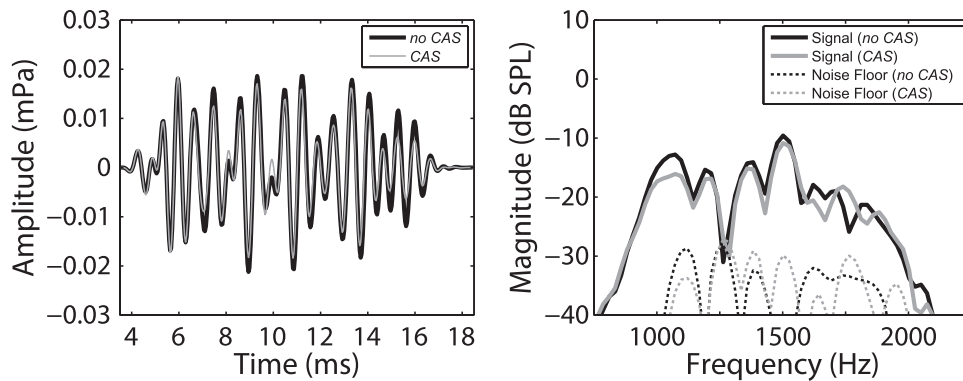 Amplitude (mPa)
0.03
0.02
0.01
0
−0.01
−0.02
−0.03
4 6 8 10 12 14 16 18
Time (ms)
no CAS
CAS
Magnitude (dB SPL)
10
0
−10
−20
−30
−40
1000 1500 2000
Frequency (Hz)
Signal (no CAS)
Signal (CAS)
Noise Floor (no CAS)
Noise Floor (CAS)